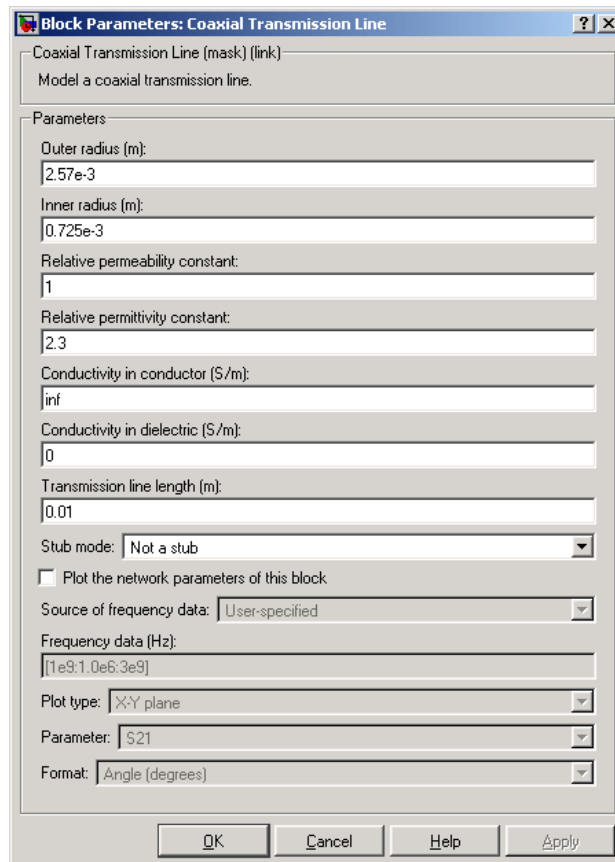 Block Parameters: Coaxial Transmission Line
Coaxial Transmission Line (mask) (link)
Model a coaxial transmission line.
Parameters
Outer radius (m):
2.57e-3
Inner radius (m):
0.725e-3
Relative permeability constant:
1
Relative permittivity constant:
2.3
Conductivity in conductor (S/m):
inf
Conductivity in dielectric (S/m):
0
Transmission line length (m):
0.01
Stub mode: Not a stub
Plot the network parameters of this block
Source of frequency data: User-specified
Frequency data (Hz):
[1e9:1.0e6:3e9]
Plot type: X-Y plane
Parameter: S21
Format: Angle (degrees)
OK Cancel Help Apply